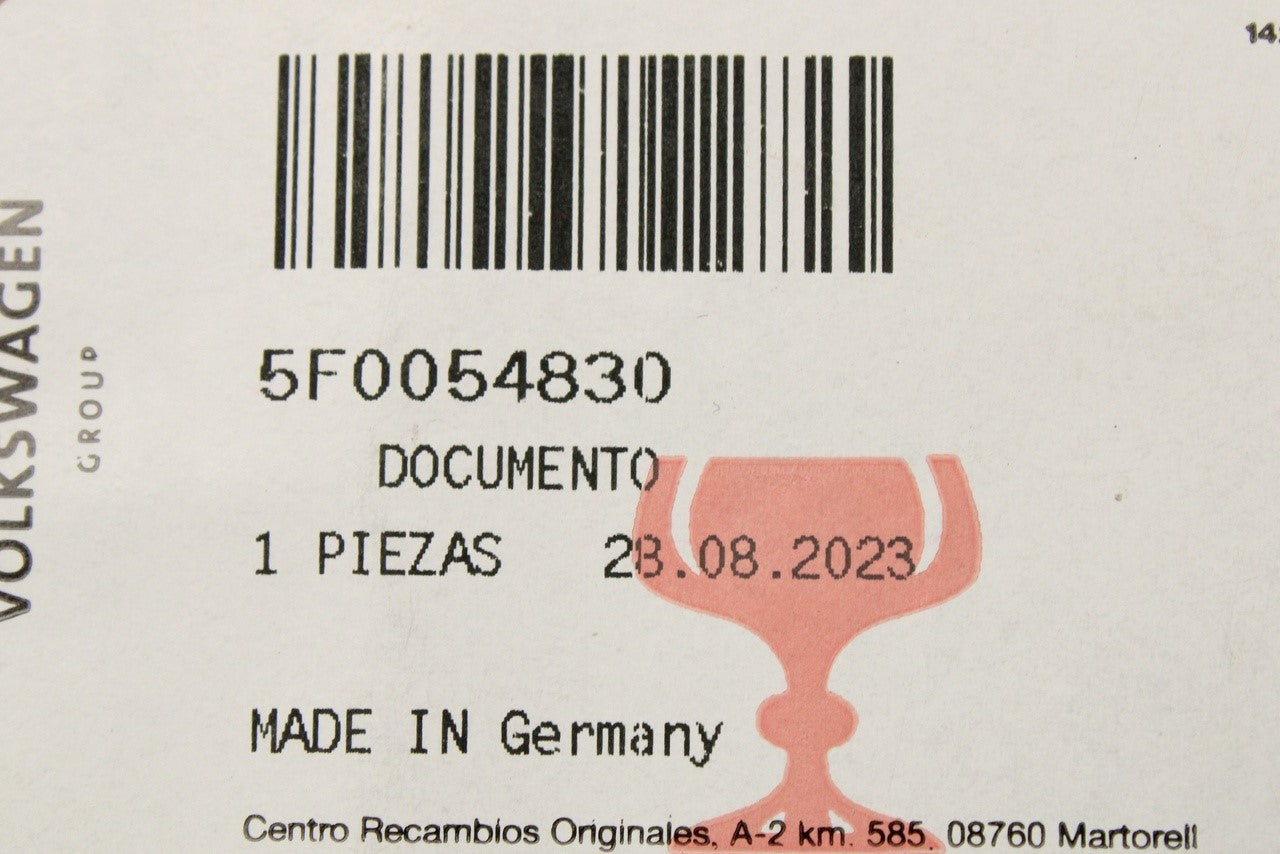 14
VOLKSWAGEN
GROUP
5F0054830
DOCUMENTO
1 PIEZAS 28.08.2023
MADE IN Germany
Centro Recambios Originales, A-2 km. 585. 08760 Martorell